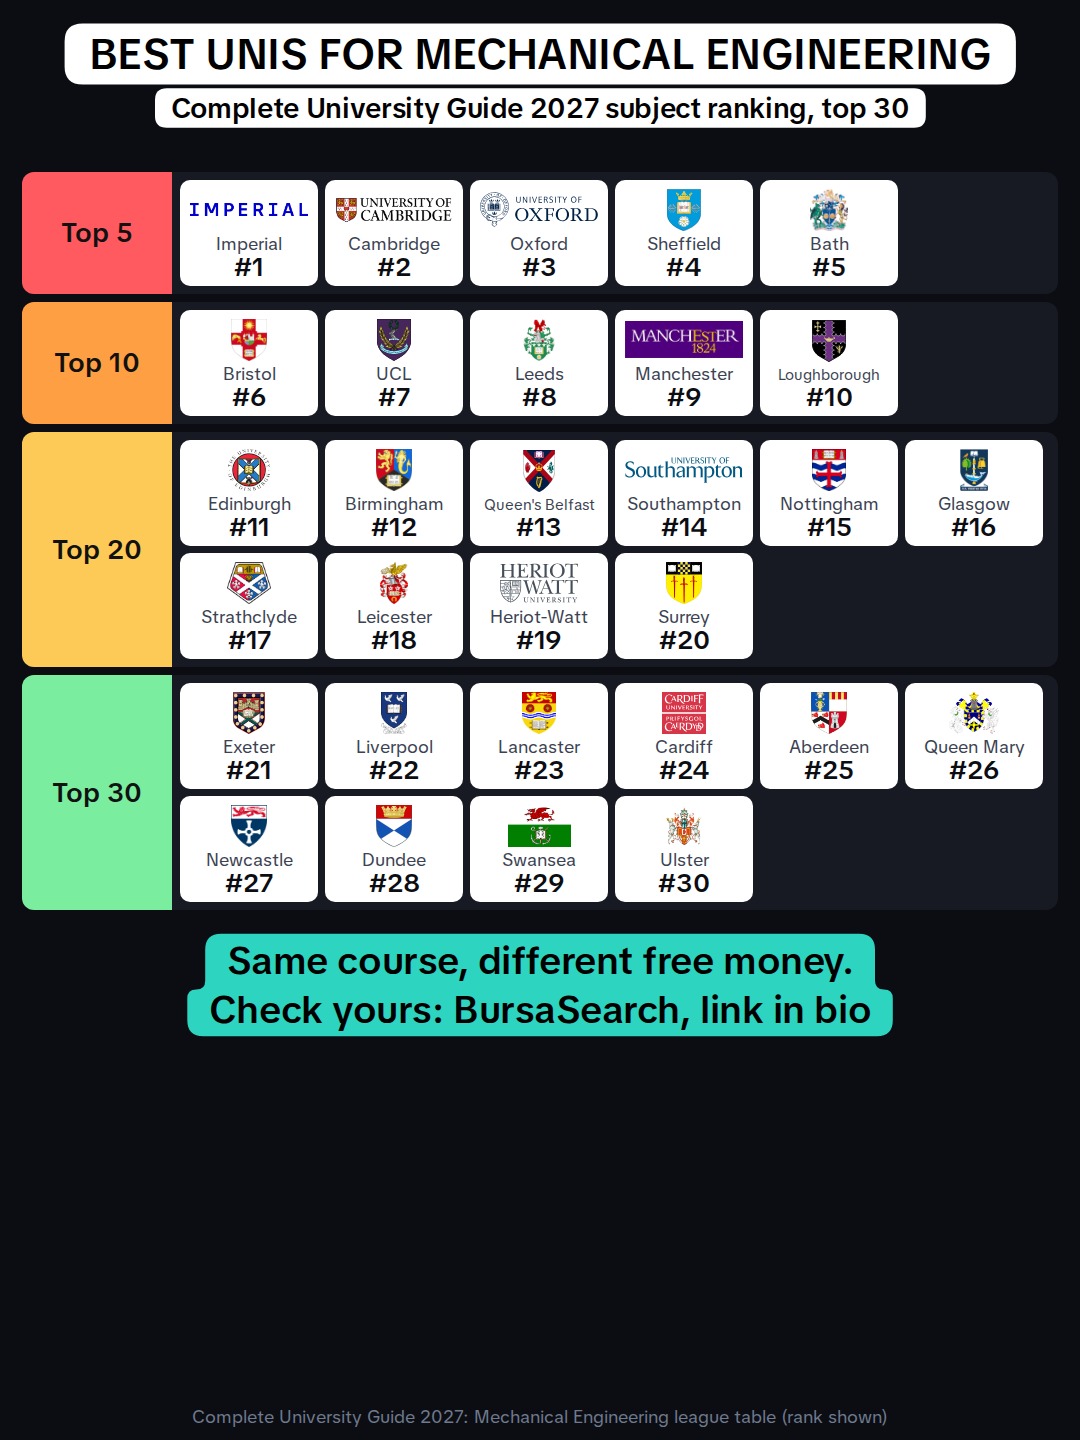 BEST UNIS FOR MECHANICAL ENGINEERING
Complete University Guide 2027 subject ranking, top 30
Top 5
IMPERIAL
Imperial
#1
UNIVERSITY OF
CAMBRIDGE
Cambridge
#2
UNIVERSITY OF
OXFORD
Oxford
#3
Sheffield
#4
Bath
#5
Top 10
Bristol
#6
UCL
#7
Leeds
#8
MANCHESTER
1824
Manchester
#9
Loughborough
#10
Top 20
Edinburgh
#11
Birmingham
#12
Queen's Belfast
#13
UNIVERSITY OF
Southampton
Southampton
#14
Nottingham
#15
Glasgow
#16
Strathclyde
#17
Leicester
#18
HERIOT
WATT
UNIVERSITY
Heriot-Watt
#19
Surrey
#20
Top 30
Exeter
#21
Liverpool
#22
Lancaster
#23
CARDIFF
UNIVERSITY
PRIFYSGOL
CAERDYDD
Cardiff
#24
Aberdeen
#25
Queen Mary
#26
Newcastle
#27
Dundee
#28
Swansea
#29
Ulster
#30
Same course, different free money.
Check yours: BursaSearch, link in bio
Complete University Guide 2027: Mechanical Engineering league table (rank shown)